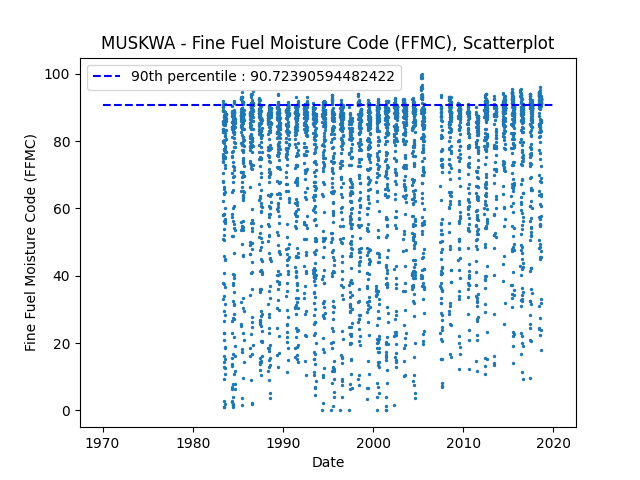 MUSKWA - Fine Fuel Moisture Code (FFMC), Scatterplot
90th percentile : 90.72390594482422
100
80
60
40
20
0
Fine Fuel Moisture Code (FFMC)
1970 1980 1990 2000 2010 2020
Date